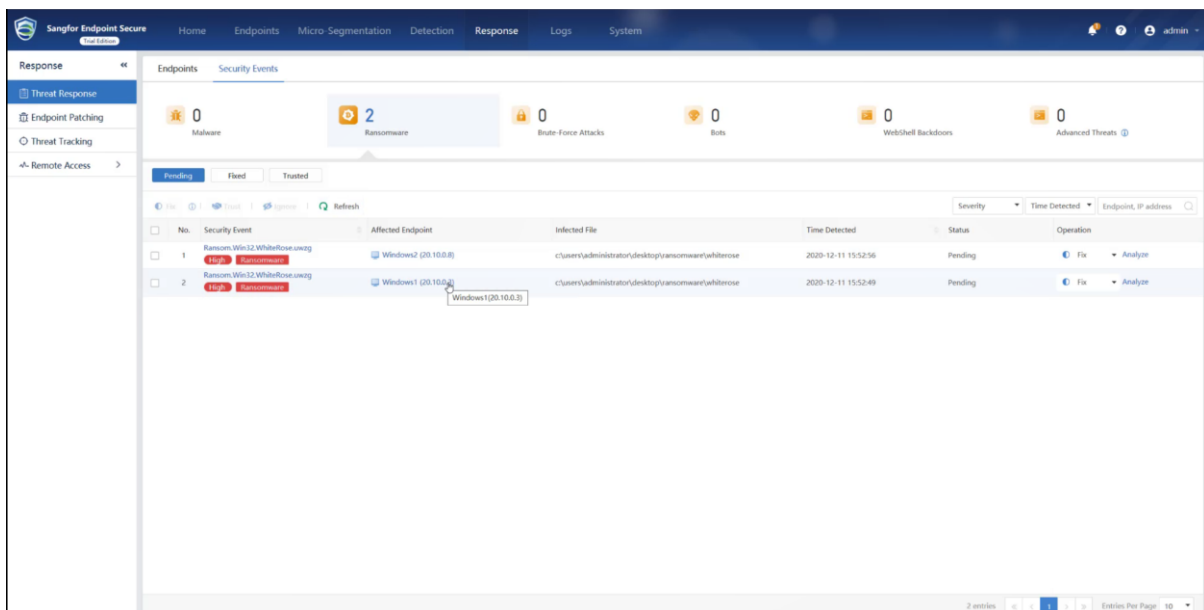 Sangfor Endpoint Secure
Trial Edition
Home Endpoints Micro-Segmentation Detection Response Logs System
admin
Response
Threat Response
Endpoint Patching
Threat Tracking
Remote Access
Endpoints Security Events
0 Malware
2 Ransomware
0 Brute-Force Attacks
0 Bots
0 WebShell Backdoors
0 Advanced Threats
Pending Fixed Trusted
Fix Trust Ignore Refresh
Severity Time Detected Endpoint, IP address
No. Security Event Affected Endpoint Infected File Time Detected Status Operation
Ransom.Win32.WhiteRose.uwzg
1 Windows2 (20.10.0.8) c:\users\administrator\desktop\ransomware\whiterose 2020-12-11 15:52:56 Pending Fix Analyze
High Ransomware
Ransom.Win32.WhiteRose.uwzg
2 Windows1 (20.10.0.3) c:\users\administrator\desktop\ransomware\whiterose 2020-12-11 15:52:49 Pending Fix Analyze
High Ransomware
Windows1(20.10.0.3)
2 entries 1 Entries Per Page 10